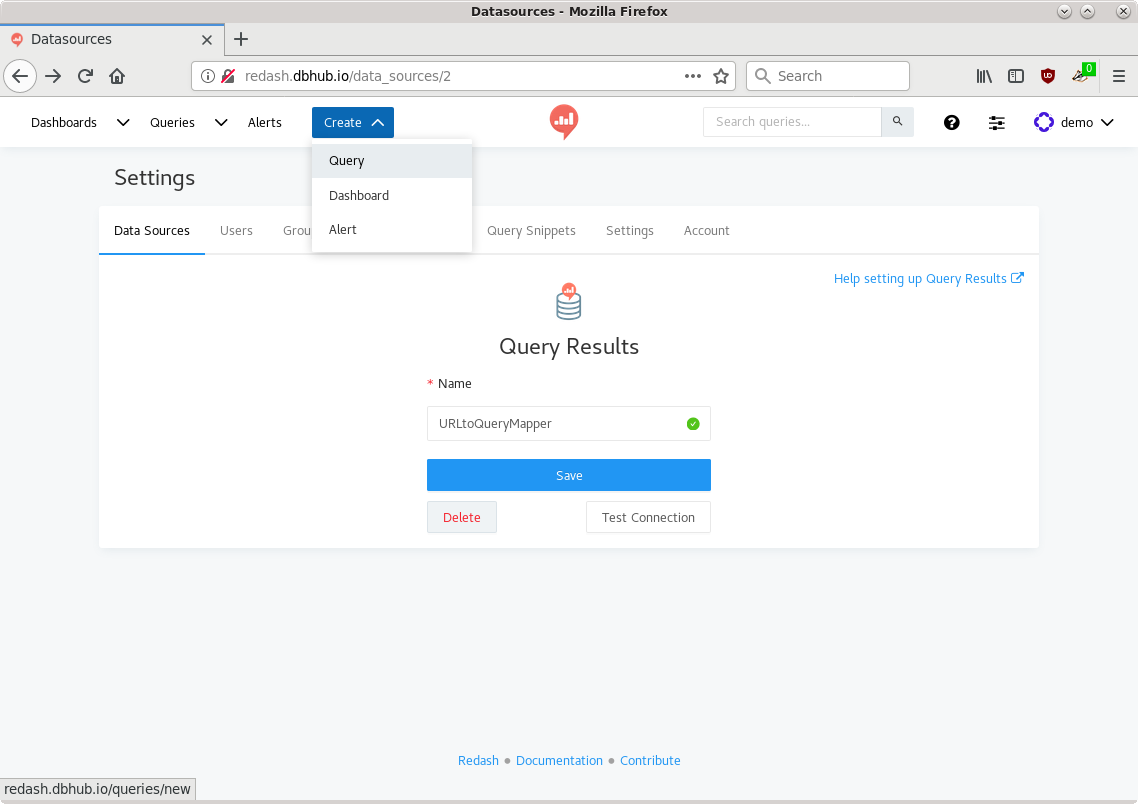 Datasources - Mozilla Firefox
Datasources
redash.dbhub.io/data_sources/2
Search
0
Dashboards Queries Alerts Create Search queries... demo
Query
Dashboard
Alert
Settings
Data Sources Users Grou Query Snippets Settings Account
Help setting up Query Results
Query Results
* Name
URLtoQueryMapper
Save
Delete Test Connection
Redash • Documentation • Contribute
redash.dbhub.io/queries/new